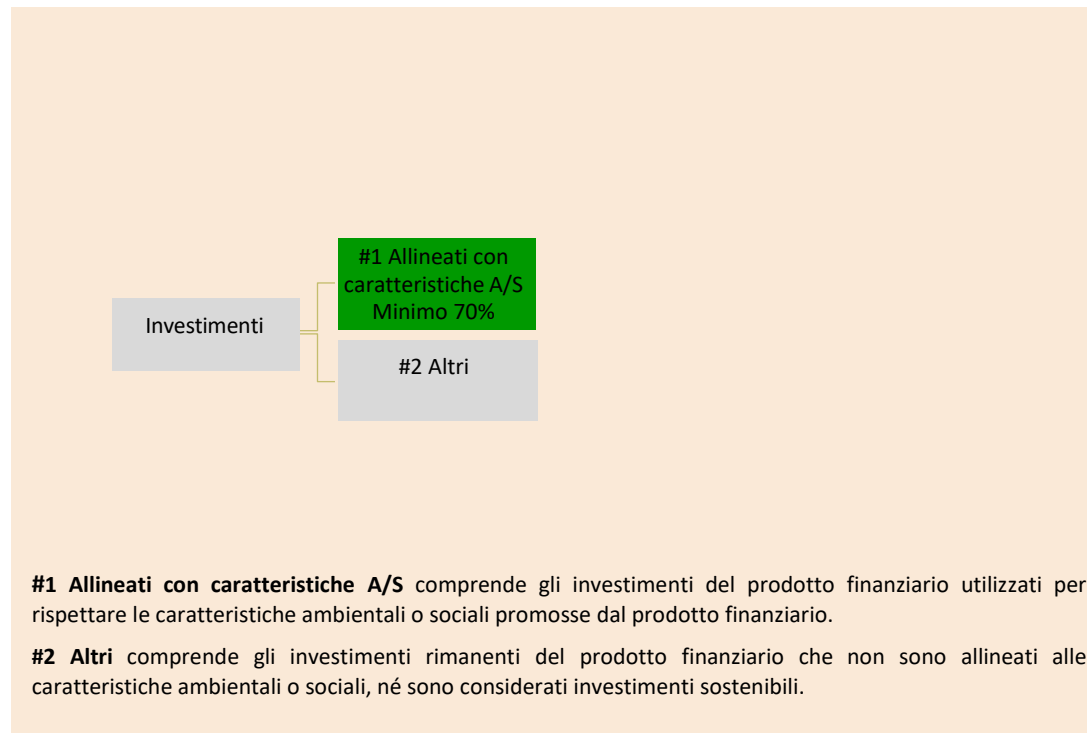 #1 Allineati con
caratteristiche A/S
Minimo 70%
Investimenti
#2 Altri
#1 Allineati con caratteristiche A/S comprende gli investimenti del prodotto finanziario utilizzati per
rispettare le caratteristiche ambientali o sociali promosse dal prodotto finanziario.
#2 Altri comprende gli investimenti rimanenti del prodotto finanziario che non sono allineati alle
caratteristiche ambientali o sociali, né sono considerati investimenti sostenibili.